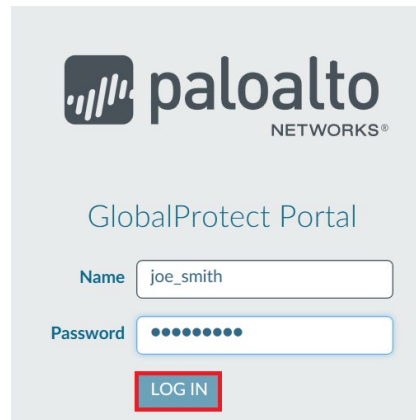 paloalto
NETWORKS®
GlobalProtect Portal
Name joe_smith
Password ●●●●●●●●●
LOG IN